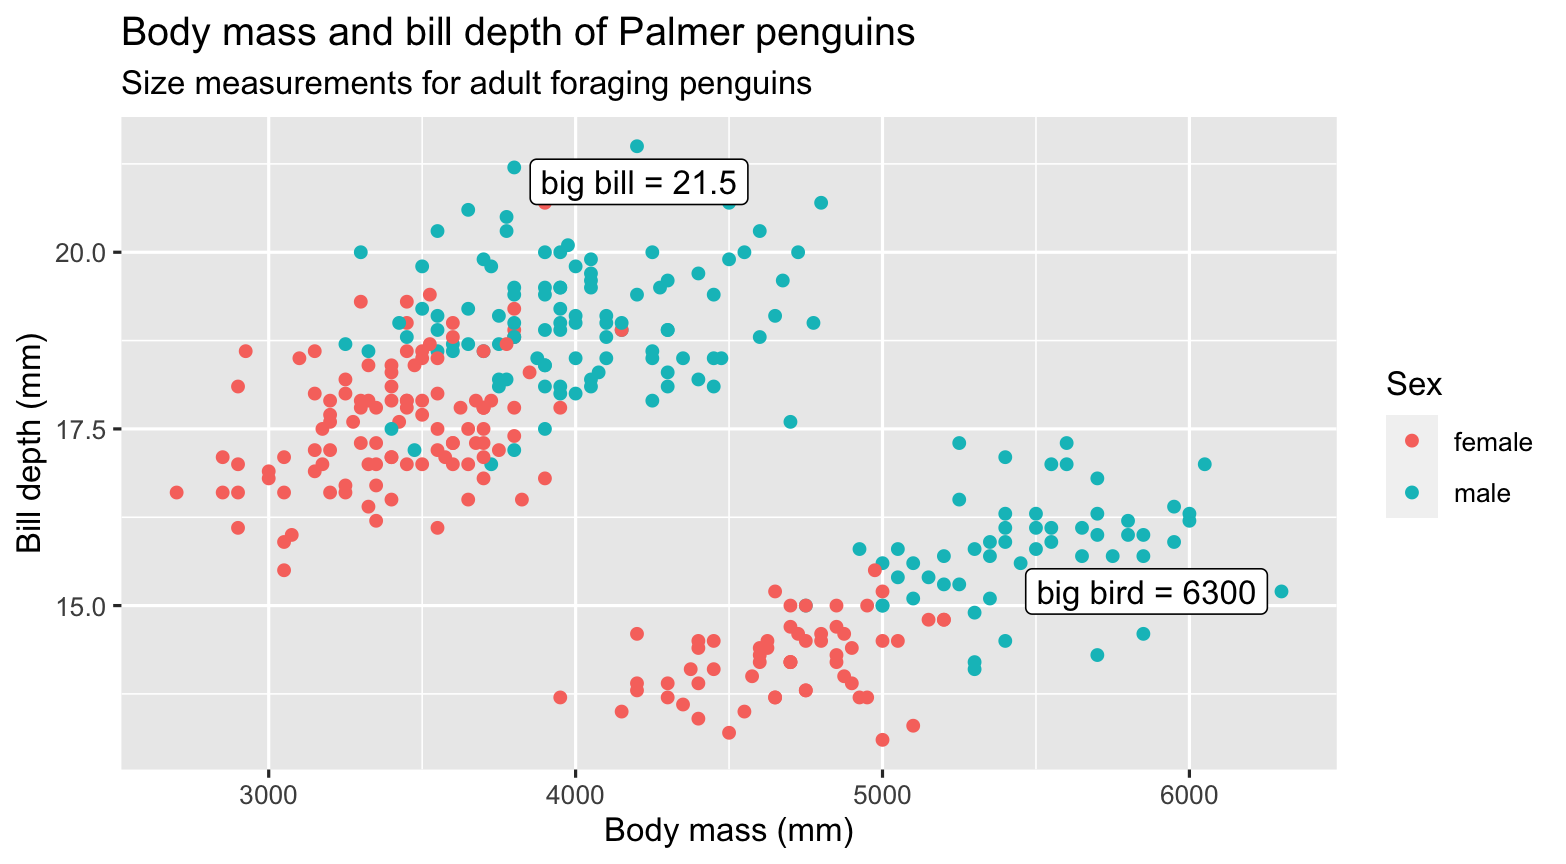 Body mass and bill depth of Palmer penguins
Size measurements for adult foraging penguins
big bill = 21.5
20.0
17.5
15.0
Bill depth (mm)
big bird = 6300
3000 4000 5000 6000
Body mass (mm)
Sex
female
male